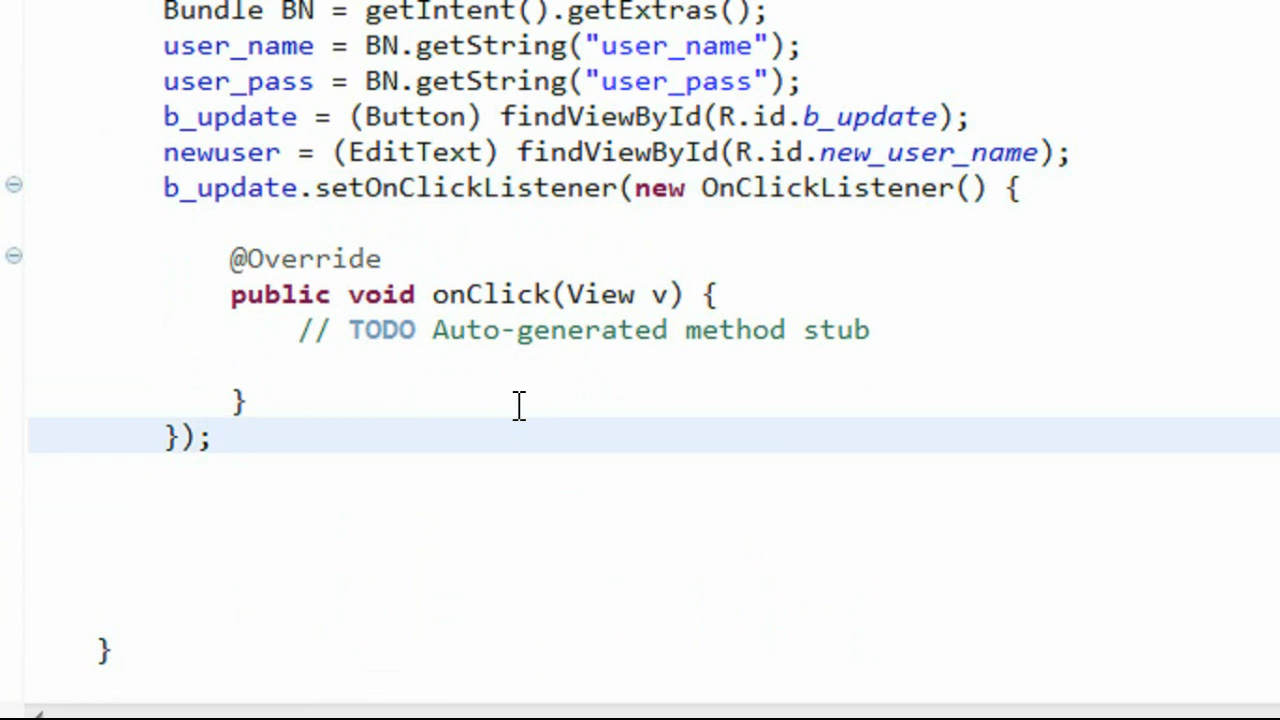 Bundle BN = getIntent().getExtras();
user_name = BN.getString("user_name");
user_pass = BN.getString("user_pass");
b_update = (Button) findViewById(R.id.b_update);
newuser = (EditText) findViewById(R.id.new_user_name);
b_update.setOnClickListener(new OnClickListener() {
@Override
public void onClick(View v) {
// TODO Auto-generated method stub
}
});
}